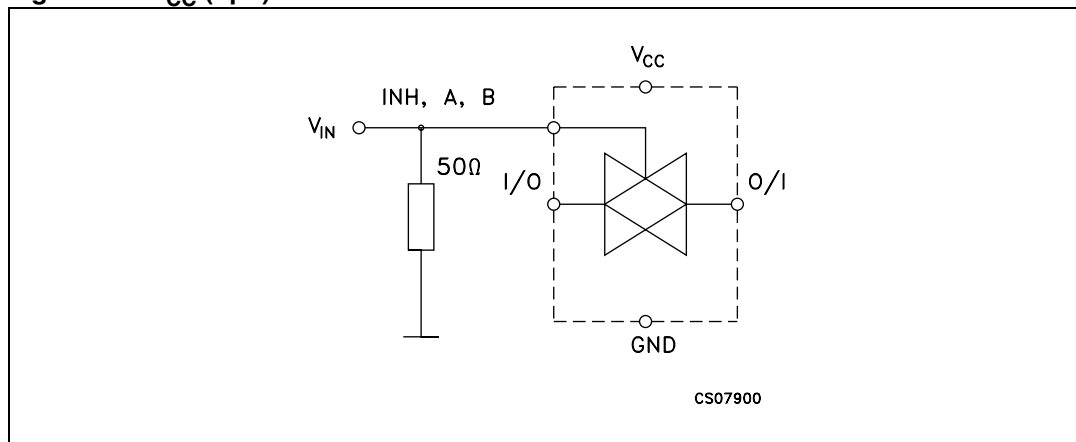 V_CC
INH, A, B
V_IN
50Ω
I/O
O/I
GND
CS07900